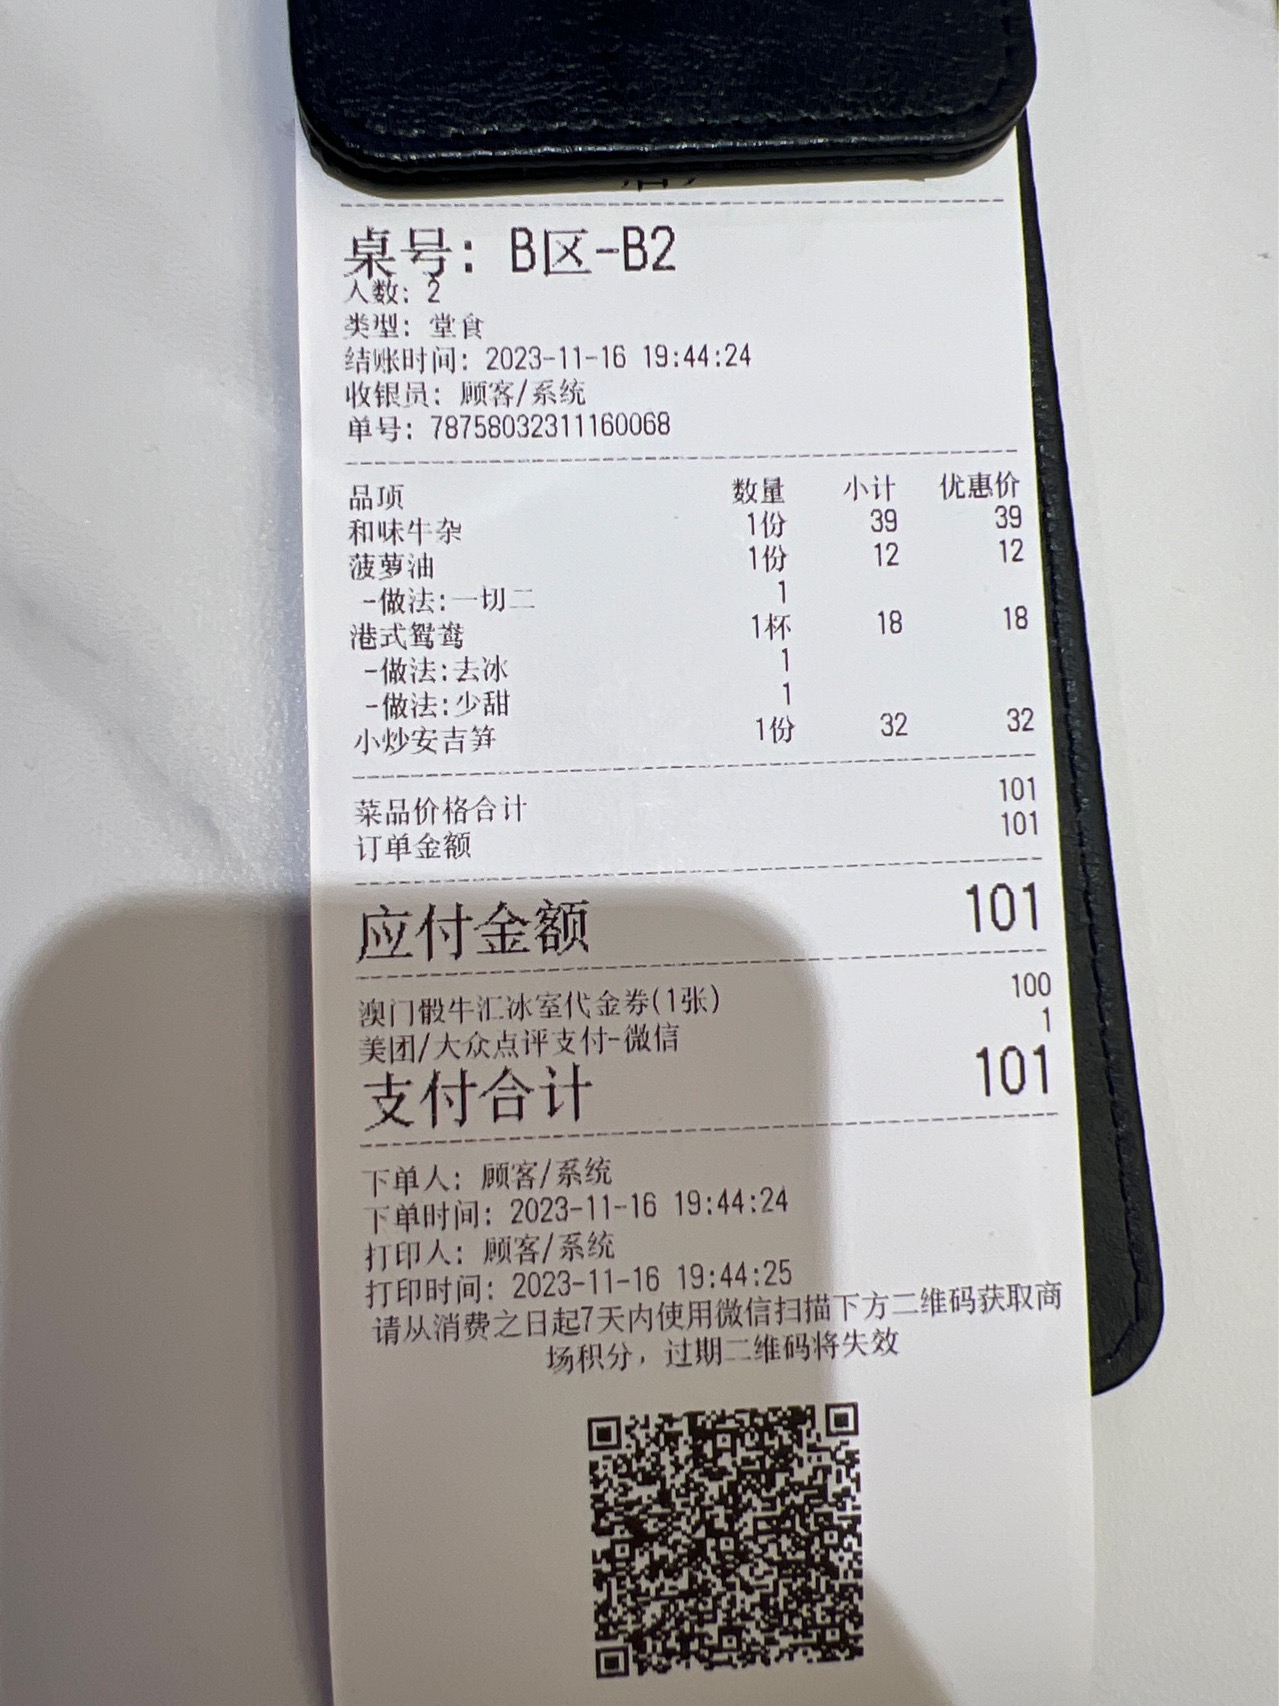 桌号: B区-B2
人数: 2
类型: 堂食
结账时间: 2023-11-16 19:44:24
收银员: 顾客/系统
单号: 78758032311160068
品项 数量 小计 优惠价
和味牛杂 1份 39 39
菠萝油 1份 12 12
-做法:一切二 1
港式鸳鸯 1杯 18 18
-做法:去冰 1
-做法:少甜 1
小炒安吉笋 1份 32 32
菜品价格合计 101
订单金额 101
应付金额 101
澳门骰牛汇冰室代金券(1张) 100
美团/大众点评支付-微信 1
支付合计 101
下单人: 顾客/系统
下单时间: 2023-11-16 19:44:24
打印人: 顾客/系统
打印时间: 2023-11-16 19:44:25
请从消费之日起7天内使用微信扫描下方二维码获取商
场积分，过期二维码将失效